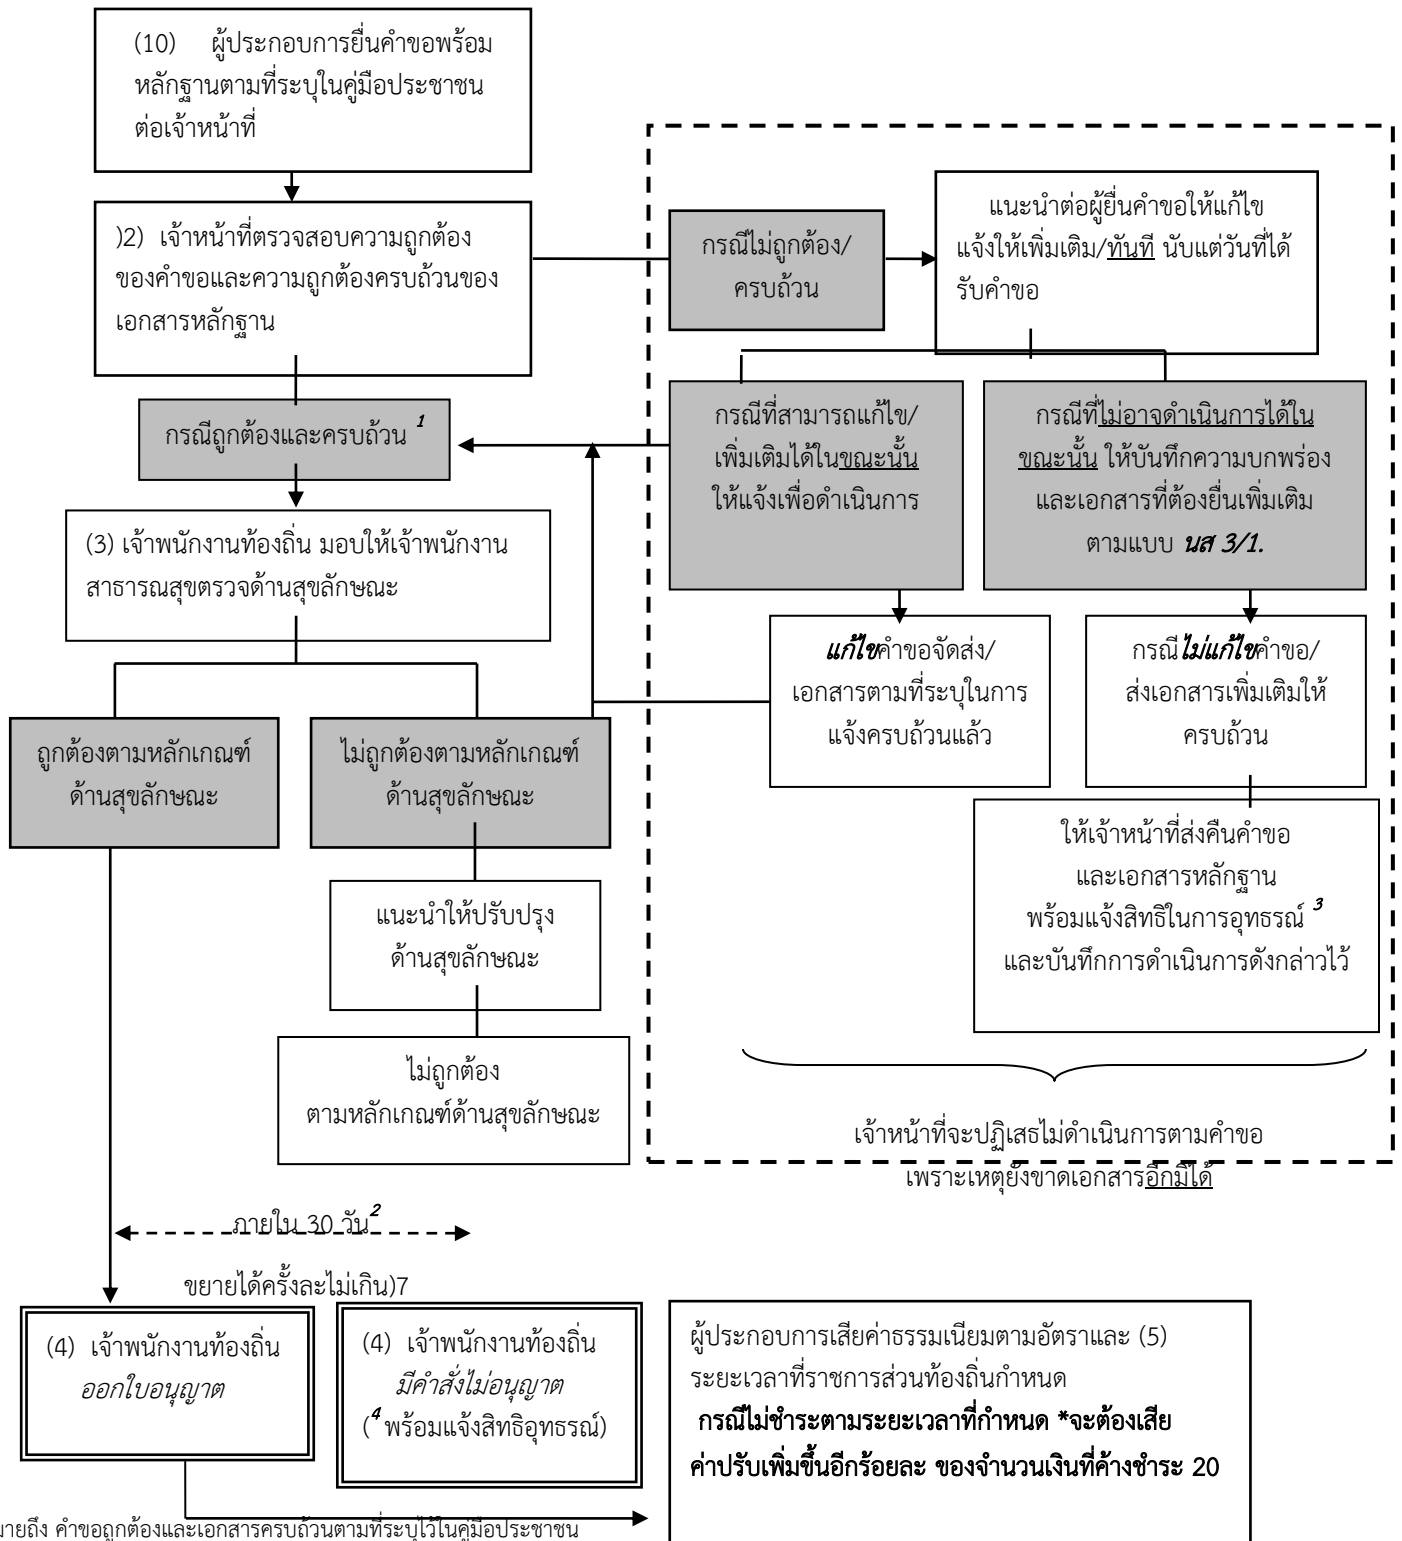 (10) ผู้ประกอบการยื่นคำขอพร้อม
หลักฐานตามที่ระบุในคู่มือประชาชน
ต่อเจ้าหน้าที่
)2) เจ้าหน้าที่ตรวจสอบความถูกต้อง
ของคำขอและความถูกต้องครบถ้วนของ
เอกสารหลักฐาน
กรณีไม่ถูกต้อง/
ครบถ้วน
แนะนำต่อผู้ยื่นคำขอให้แก้ไข
แจ้งให้เพิ่มเติม/ทันที นับแต่วันที่ได้
รับคำขอ
กรณีถูกต้องและครบถ้วน 1
กรณีที่สามารถแก้ไข/
เพิ่มเติมได้ในขณะนั้น
ให้แจ้งเพื่อดำเนินการ
กรณีที่ไม่อาจดำเนินการได้ใน
ขณะนั้น ให้บันทึกความบกพร่อง
และเอกสารที่ต้องยื่นเพิ่มเติม
ตามแบบ นส 3/1.
(3) เจ้าพนักงานท้องถิ่น มอบให้เจ้าพนักงาน
สาธารณสุขตรวจด้านสุขลักษณะ
แก้ไขคำขอจัดส่ง/
เอกสารตามที่ระบุในการ
แจ้งครบถ้วนแล้ว
กรณีไม่แก้ไขคำขอ/
ส่งเอกสารเพิ่มเติมให้
ครบถ้วน
ถูกต้องตามหลักเกณฑ์
ด้านสุขลักษณะ
ไม่ถูกต้องตามหลักเกณฑ์
ด้านสุขลักษณะ
ให้เจ้าหน้าที่ส่งคืนคำขอ
และเอกสารหลักฐาน
พร้อมแจ้งสิทธิในการอุทธรณ์ 3
และบันทึกการดำเนินการดังกล่าวไว้
แนะนำให้ปรับปรุง
ด้านสุขลักษณะ
ไม่ถูกต้อง
ตามหลักเกณฑ์ด้านสุขลักษณะ
เจ้าหน้าที่จะปฏิเสธไม่ดำเนินการตามคำขอ
เพราะเหตุยังขาดเอกสารอีกมิได้
ภายใน 30 วัน2
ขยายได้ครั้งละไม่เกิน)7
(4) เจ้าพนักงานท้องถิ่น
ออกใบอนุญาต
(4) เจ้าพนักงานท้องถิ่น
มีคำสั่งไม่อนุญาต
(4 พร้อมแจ้งสิทธิอุทธรณ์)
ผู้ประกอบการเสียค่าธรรมเนียมตามอัตราและ (5)
ระยะเวลาที่ราชการส่วนท้องถิ่นกำหนด
กรณีไม่ชำระตามระยะเวลาที่กำหนด *จะต้องเสีย
ค่าปรับเพิ่มขึ้นอีกร้อยละ ของจำนวนเงินที่ค้างชำระ 20
มายถึง คำขอถูกต้องและเอกสารครบถ้วนตามที่ระบุไว้ในคู่มือประชาชน